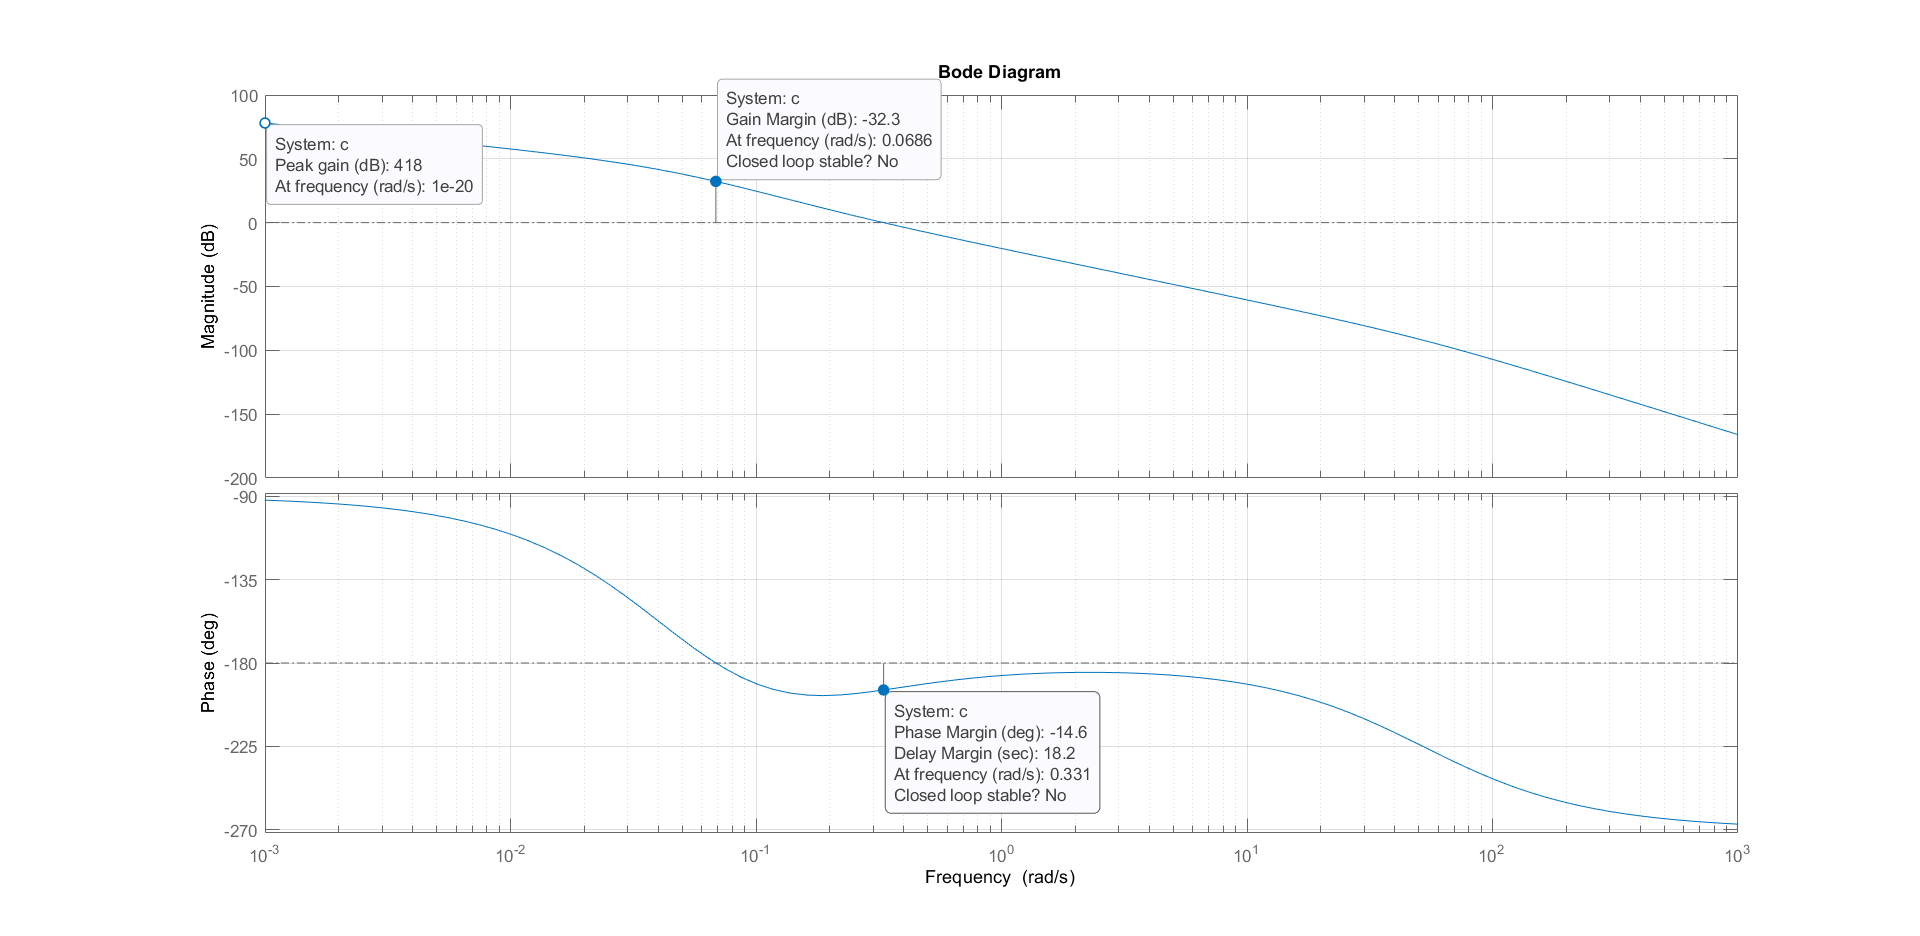 Bode Diagram
System: c
Gain Margin (dB): -32.3
At frequency (rad/s): 0.0686
Closed loop stable? No
System: c
Peak gain (dB): 418
At frequency (rad/s): 1e-20
Magnitude (dB)
100
50
0
-50
-100
-150
-200
Phase (deg)
-90
-135
-180
-225
-270
System: c
Phase Margin (deg): -14.6
Delay Margin (sec): 18.2
At frequency (rad/s): 0.331
Closed loop stable? No
10⁻³ 10⁻² 10⁻¹ 10⁰ 10¹ 10² 10³
Frequency (rad/s)